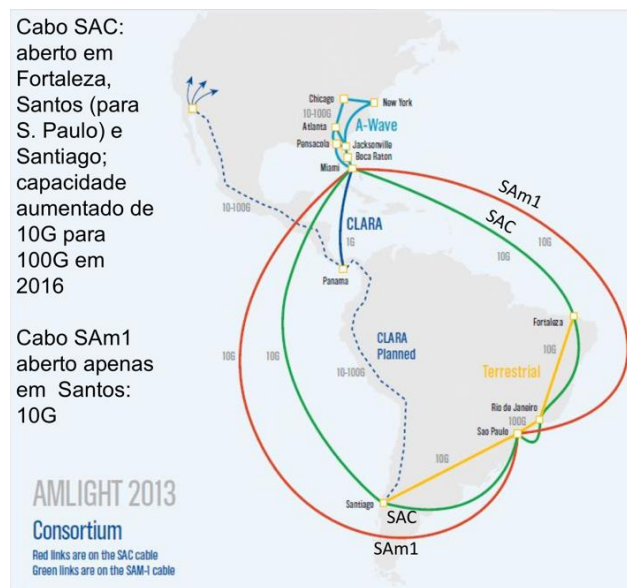 Cabo SAC:
aberto em
Fortaleza,
Santos (para
S. Paulo) e
Santiago;
capacidade
aumentado de
10G para
100G em
2016
Cabo SAm1
aberto apenas
em Santos:
10G
Chicago
New York
10-100G
Atlanta
A-Wave
Pensacola
Jacksonville
Boca Raton
Miami
SAm1
SAC
10-100G
CLARA
1G
10G
10G
Panama
CLARA
Planned
Fortaleza
10G
10G
10G
10-100G
Terrestrial
Rio de Janeiro
100G
Sao Paulo
10G
Santiago
SAC
SAm1
AMLIGHT 2013
Consortium
Red links are on the SAC cable
Green links are on the SAM-I cable